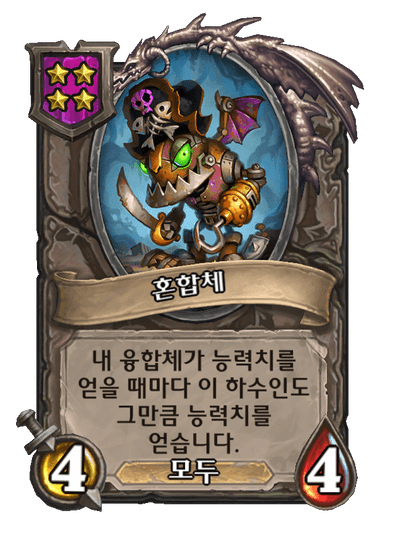 혼합체
내 융합체가 능력치를
얻을 때마다 이 하수인도
그만큼 능력치를
얻습니다.
4
모두
4